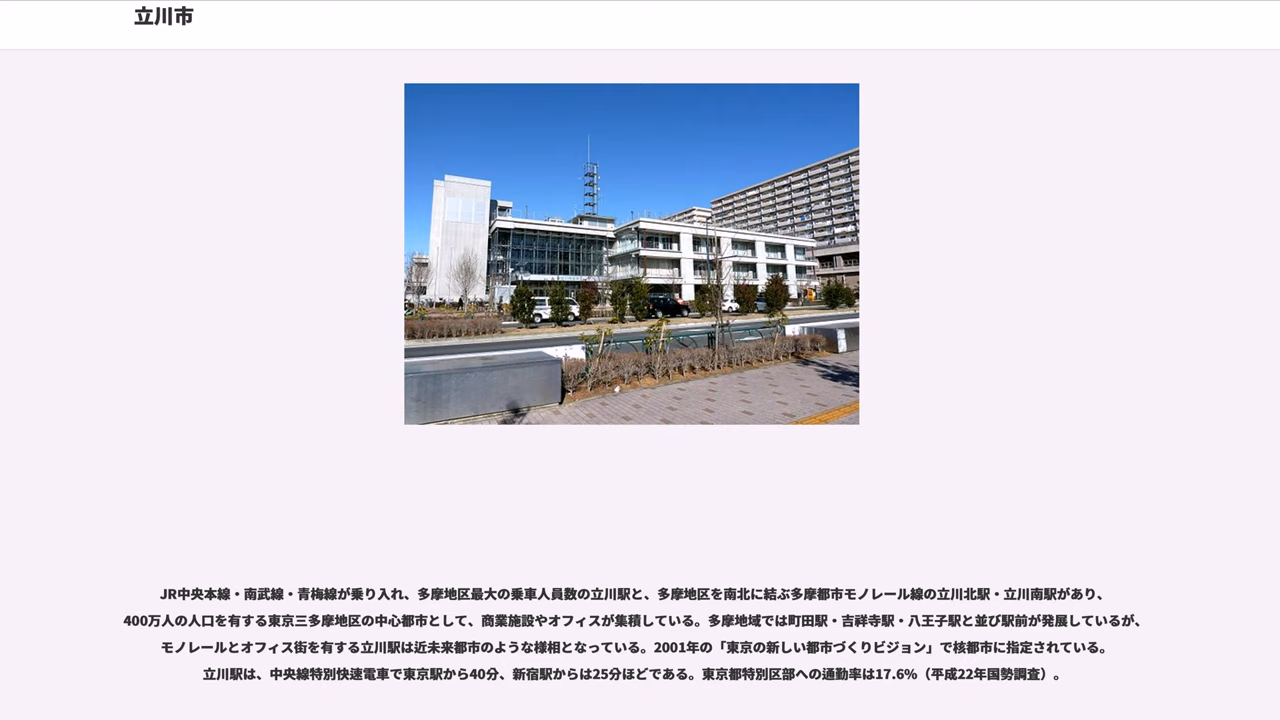 立川市
JR中央本線・南武線・青梅線が乗り入れ、多摩地区最大の乗車人員数の立川駅と、多摩地区を南北に結ぶ多摩都市モノレール線の立川北駅・立川南駅があり、
400万人の人口を有する東京三多摩地区の中心都市として、商業施設やオフィスが集積している。多摩地域では町田駅・吉祥寺駅・八王子駅と並び駅前が発展しているが、
モノレールとオフィス街を有する立川駅は近未来都市のような様相となっている。2001年の「東京の新しい都市づくりビジョン」で核都市に指定されている。
立川駅は、中央線特別快速電車で東京駅から40分、新宿駅からは25分ほどである。東京都特別区部への通勤率は17.6%（平成22年国勢調査）。